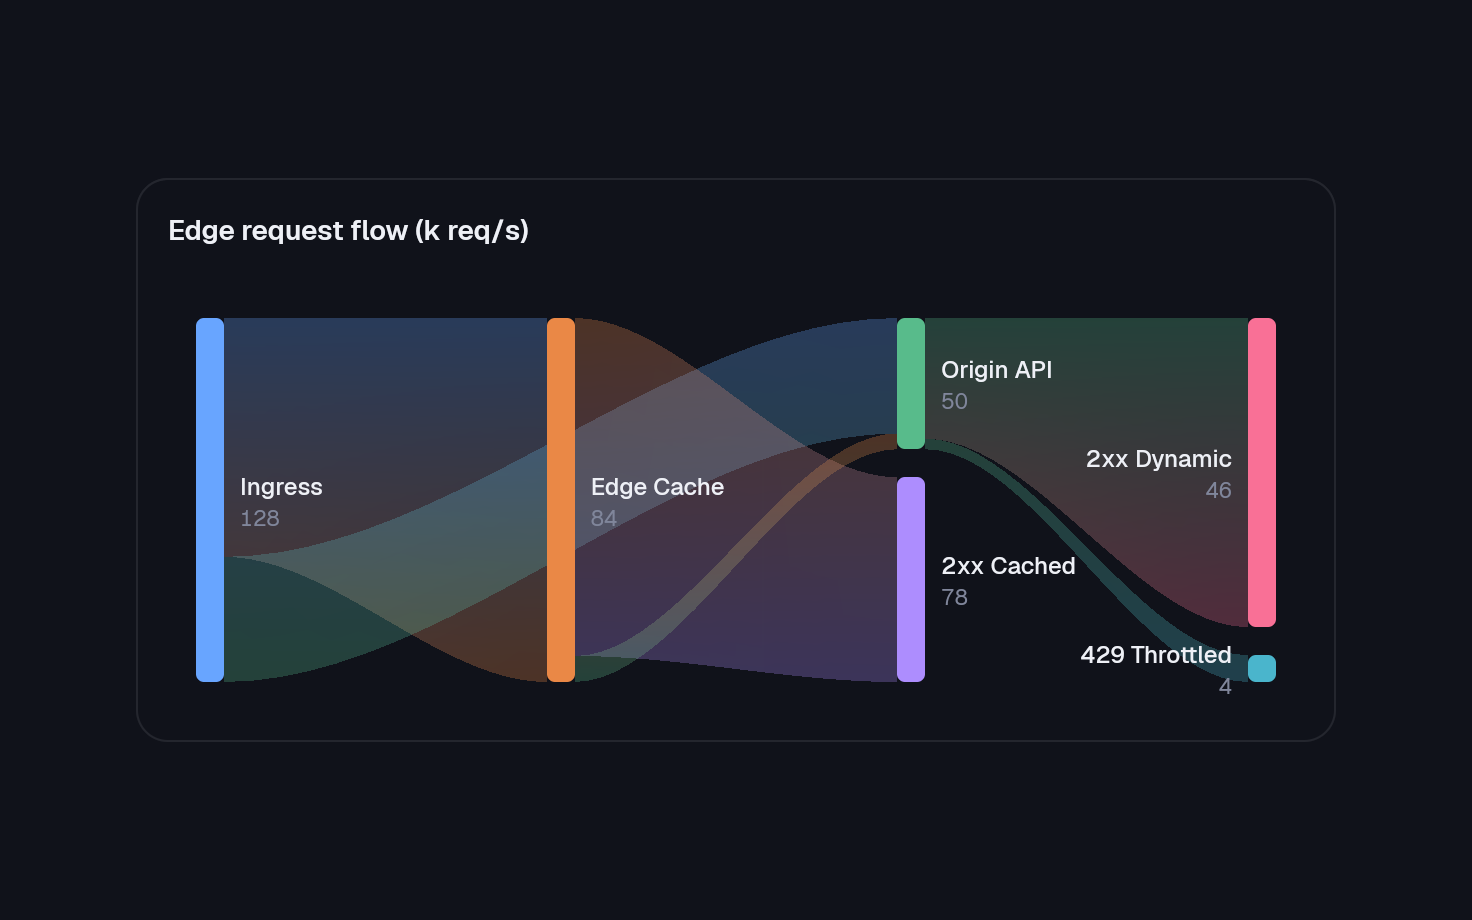 Edge request flow (k req/s)
Ingress
128
Edge Cache
84
Origin API
50
2xx Cached
78
2xx Dynamic
46
429 Throttled
4